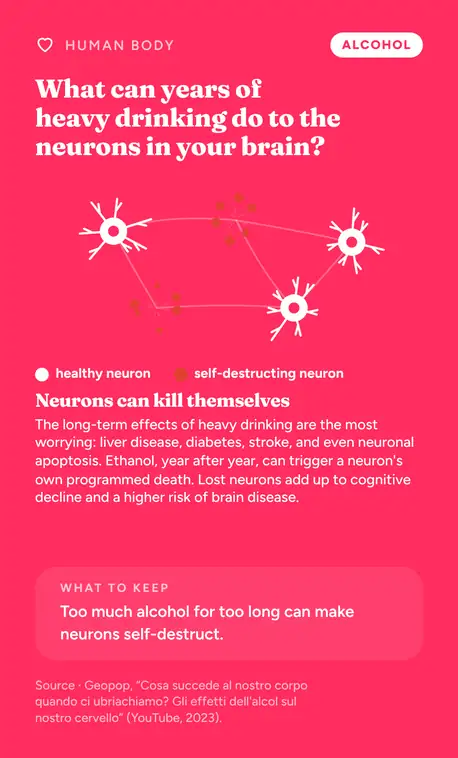 HUMAN BODY
ALCOHOL
What can years of
heavy drinking do to the
neurons in your brain?
healthy neuron
self-destructing neuron
Neurons can kill themselves
The long-term effects of heavy drinking are the most
worrying: liver disease, diabetes, stroke, and even neuronal
apoptosis. Ethanol, year after year, can trigger a neuron's
own programmed death. Lost neurons add up to cognitive
decline and a higher risk of brain disease.
WHAT TO KEEP
Too much alcohol for too long can make
neurons self-destruct.
Source · Geopop, "Cosa succede al nostro corpo
quando ci ubriachiamo? Gli effetti dell'alcol sul
nostro cervello" (YouTube, 2023).